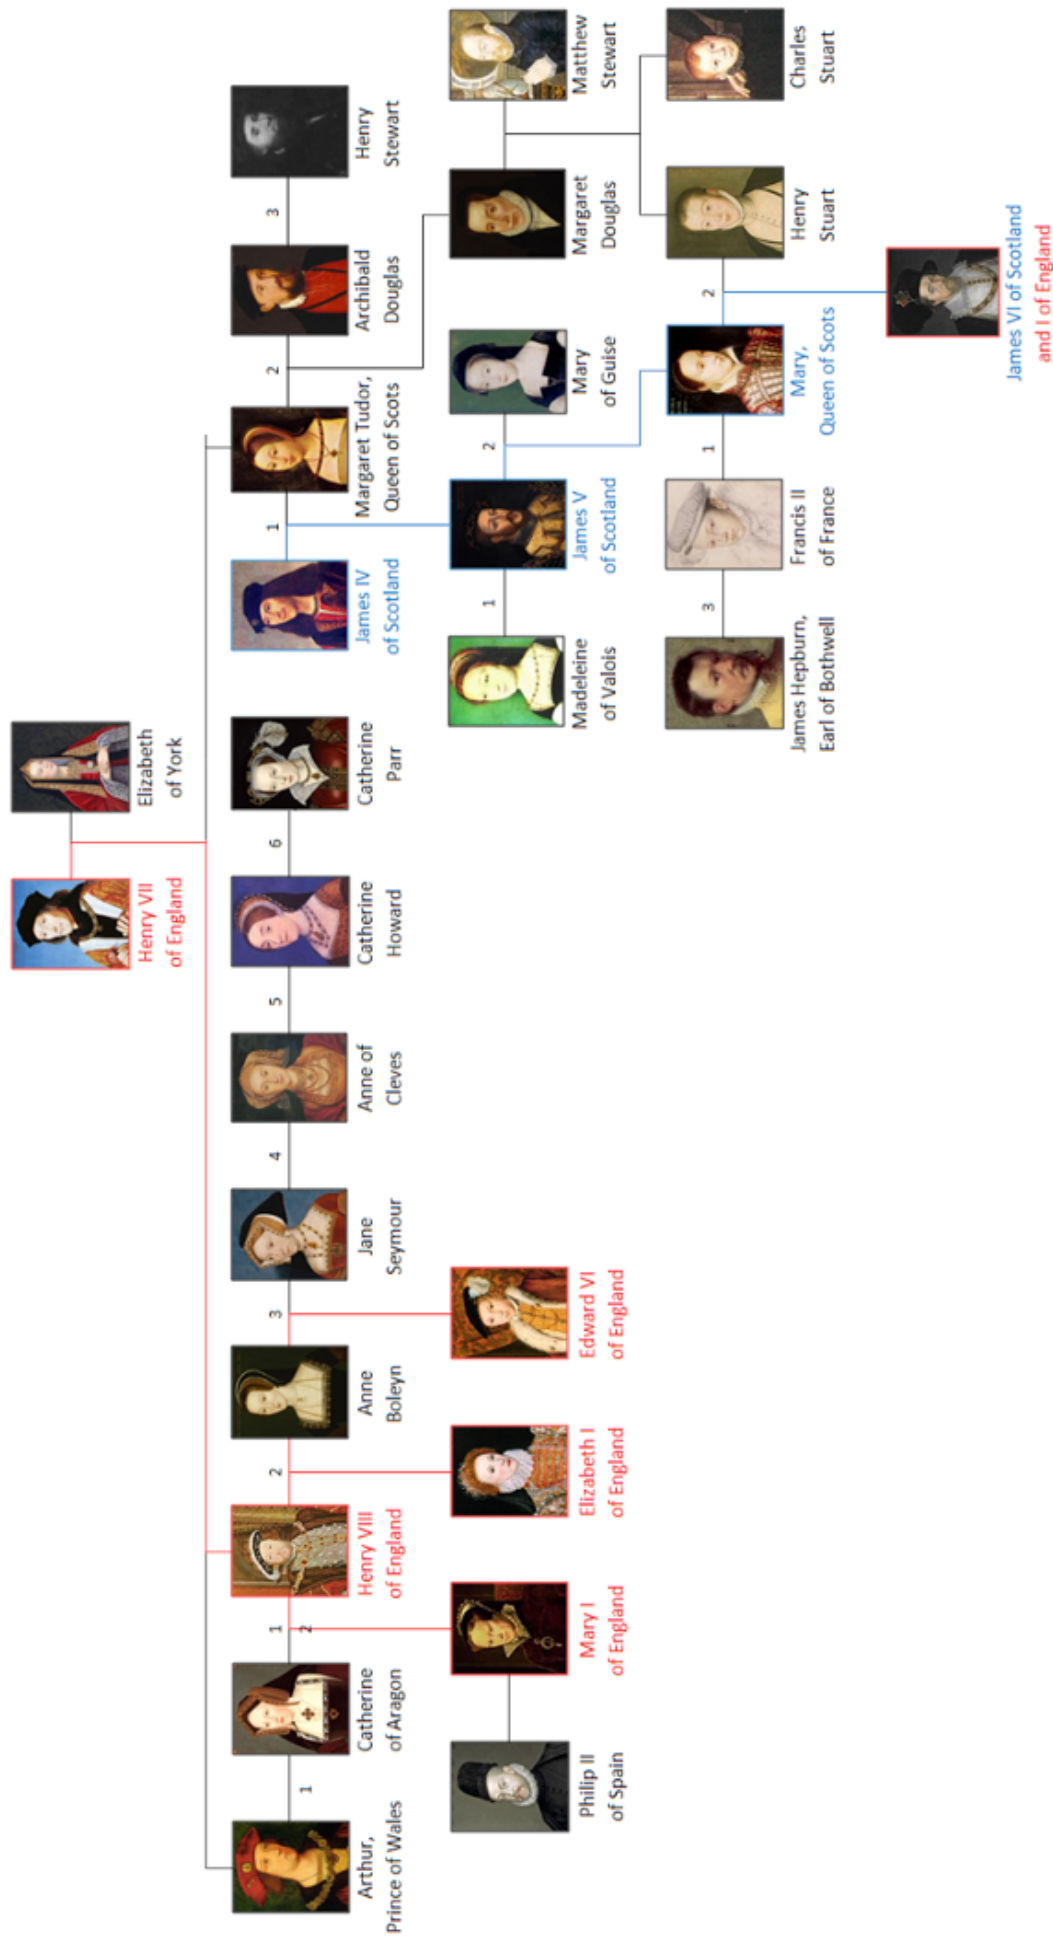 Elizabeth
of York
Henry VII
of England
3
2
1
6
5
4
3
2
1
2
1
Henry
Stewart
Archibald
Douglas
Margaret Tudor,
Queen of Scots
James IV
of Scotland
Catherine
Parr
Catherine
Howard
Anne of
Cleves
Jane
Seymour
Anne
Boleyn
Henry VIII
of England
Catherine
of Aragon
Arthur,
Prince of Wales
2
1
Matthew
Stewart
Margaret
Douglas
Mary
of Guise
James V
of Scotland
Madeleine
of Valois
Edward VI
of England
Elizabeth I
of England
Mary I
of England
Philip II
of Spain
2
1
3
Charles
Stuart
Henry
Stuart
Mary,
Queen of Scots
Francis II
of France
James Hepburn,
Earl of Bothwell
James VI of Scotland
and I of England